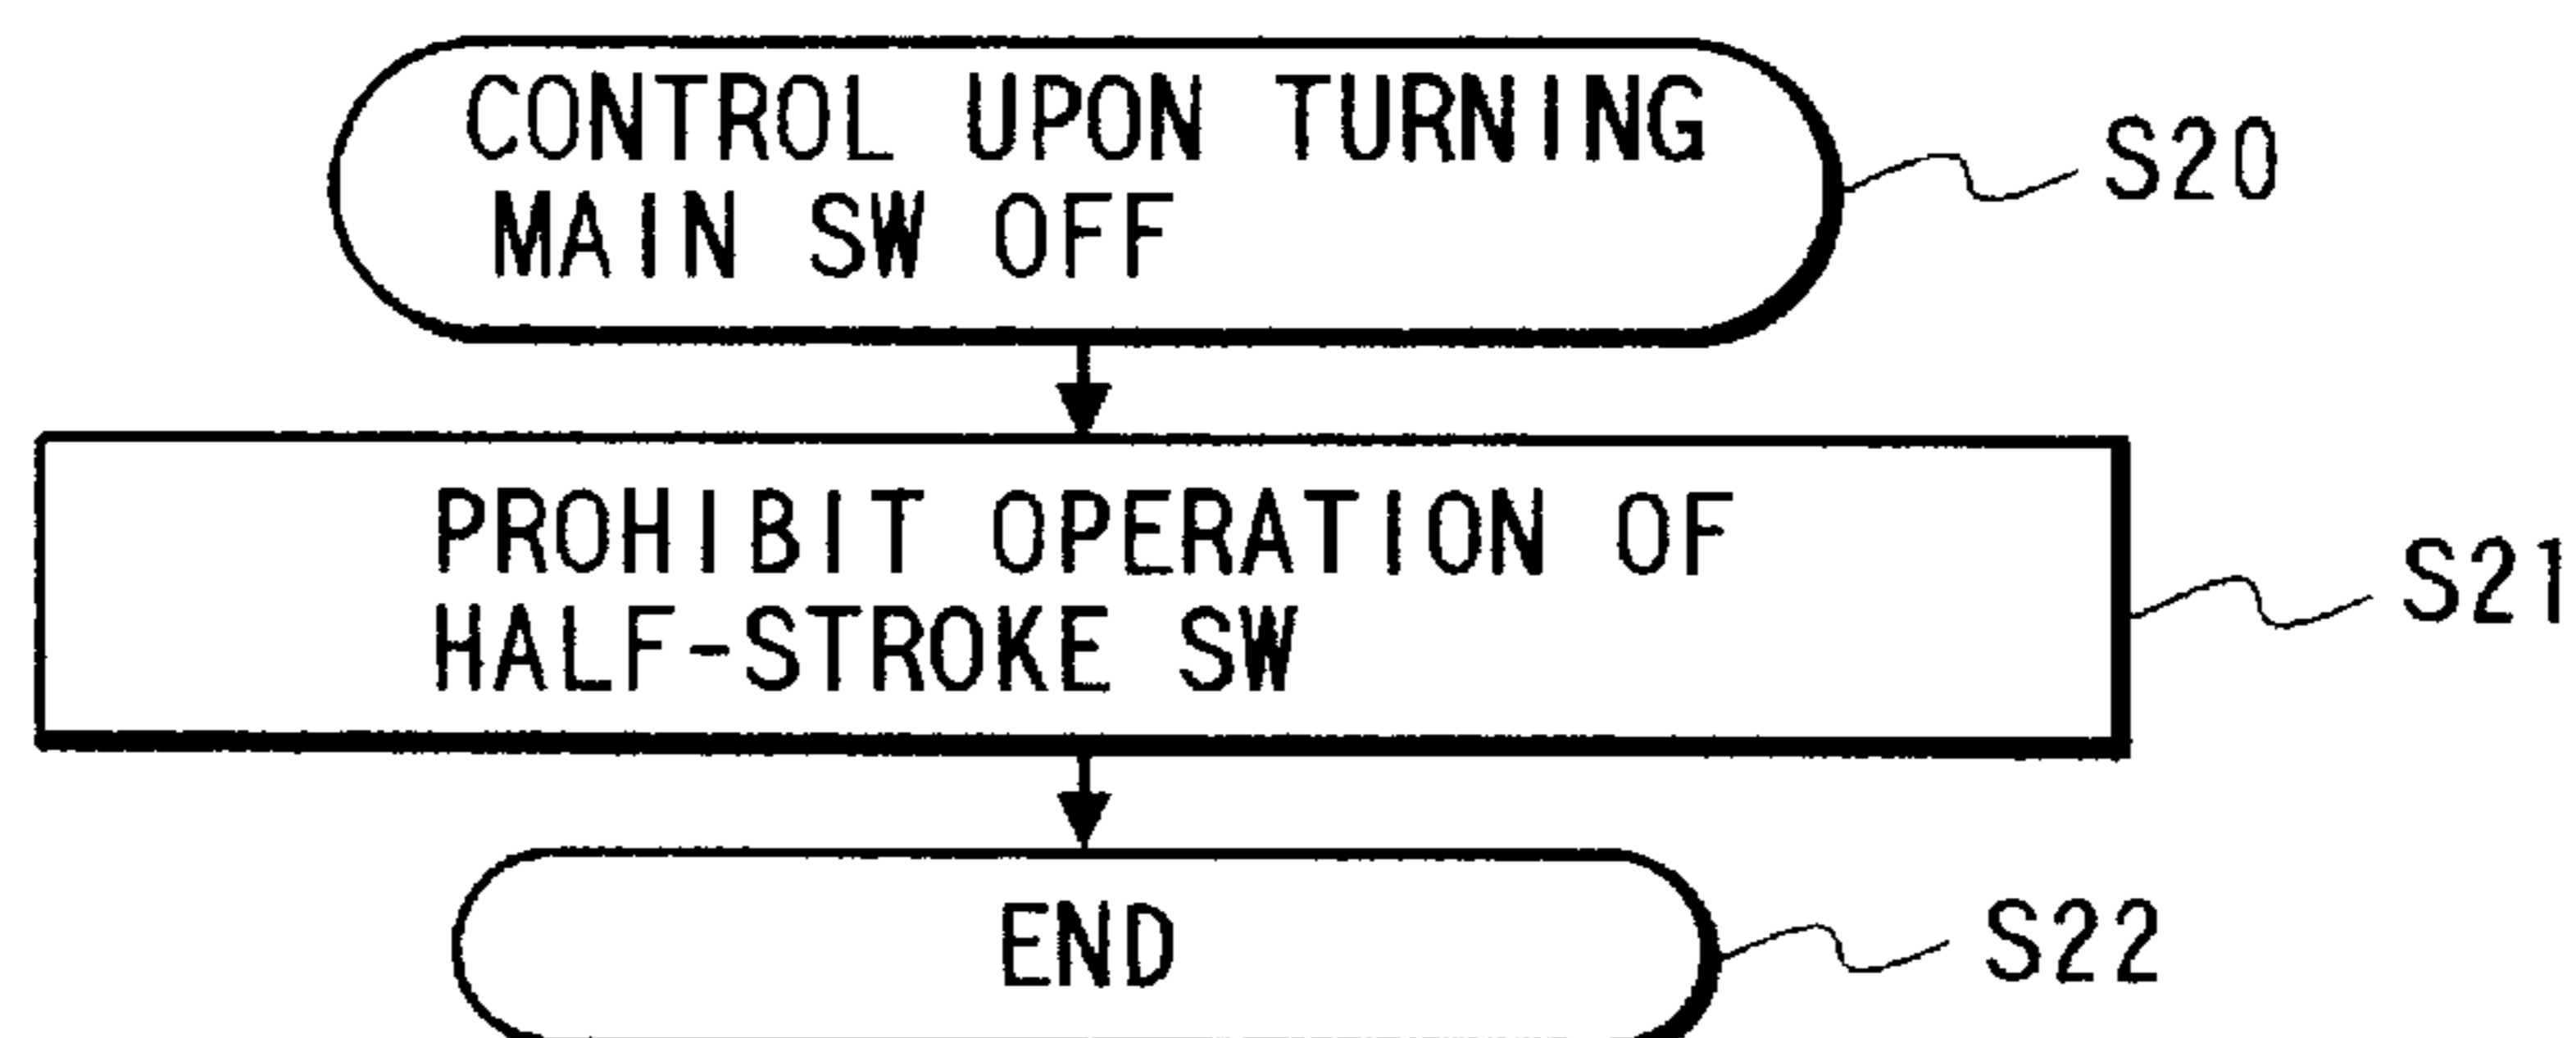 CONTROL UPON TURNING
MAIN SW OFF
S20
PROHIBIT OPERATION OF
HALF-STROKE SW
S21
END
S22